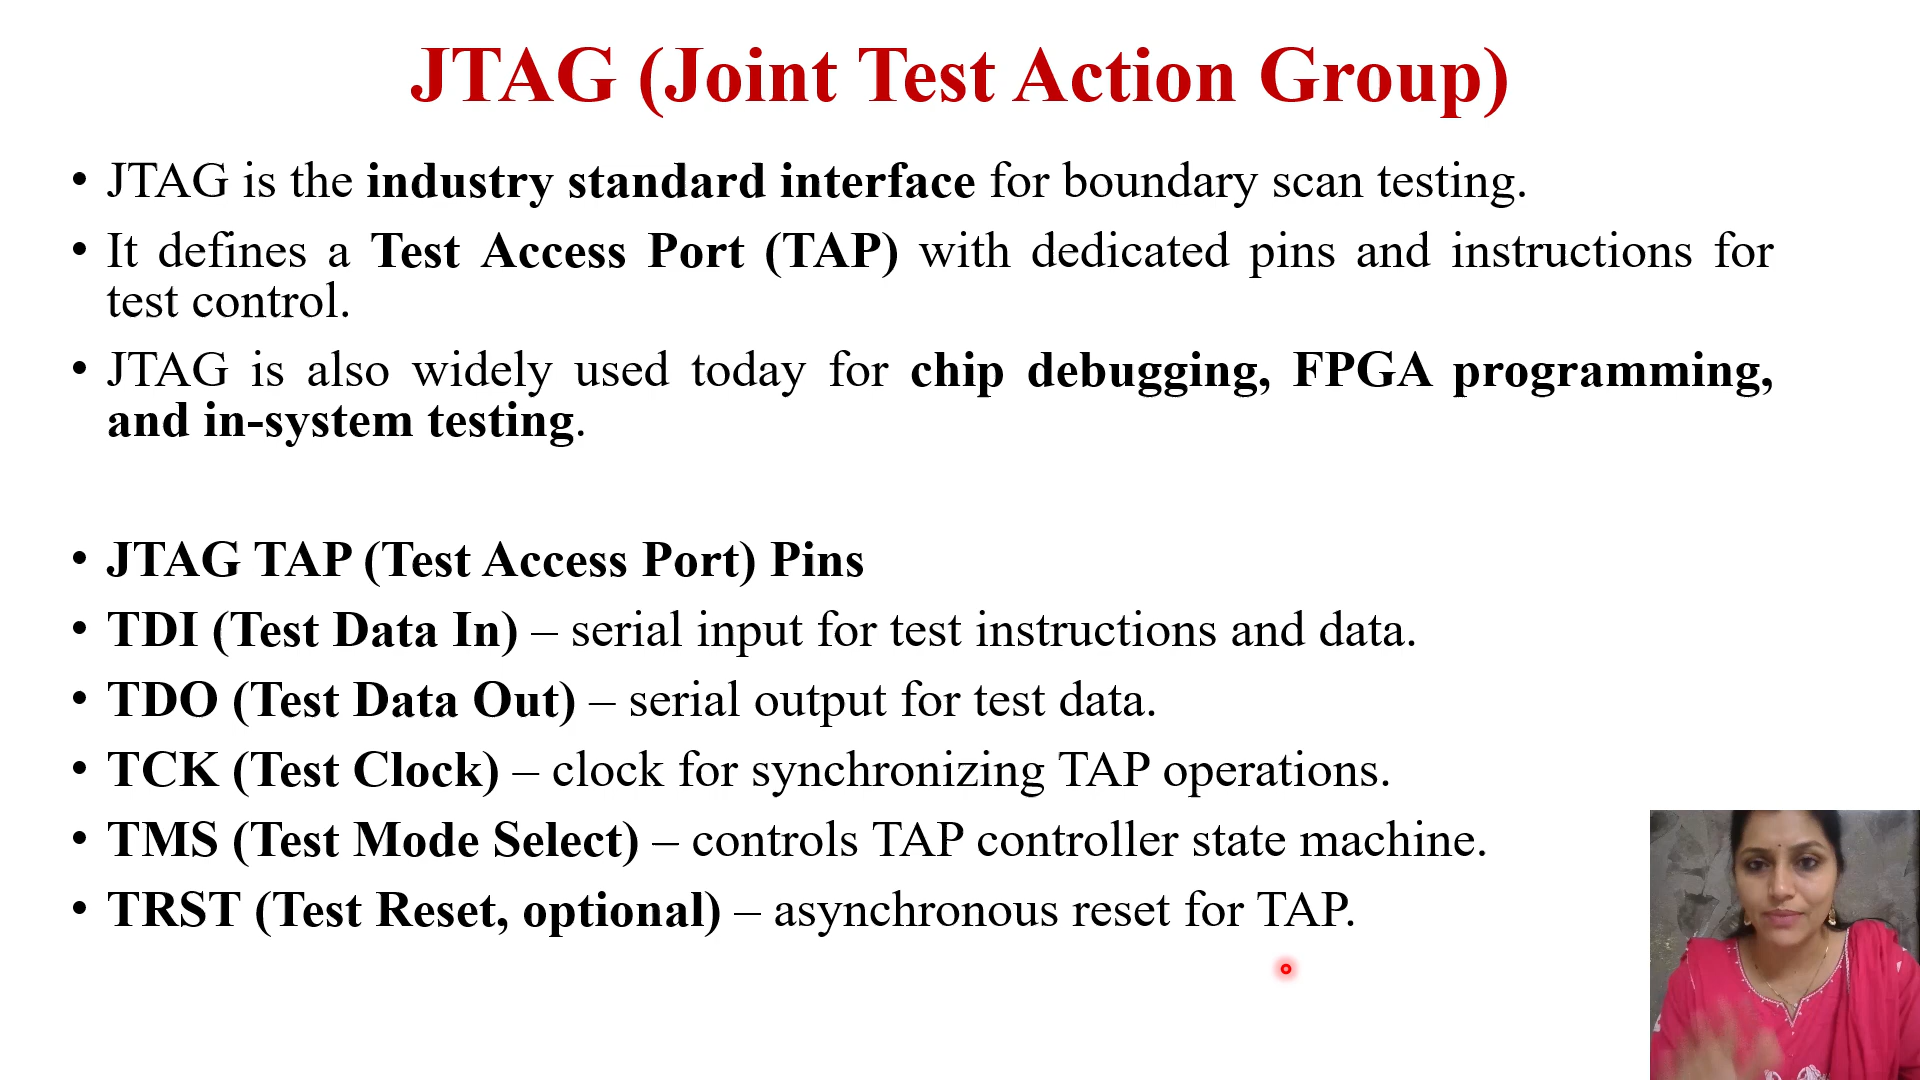 JTAG (Joint Test Action Group)
• JTAG is the industry standard interface for boundary scan testing.
• It defines a Test Access Port (TAP) with dedicated pins and instructions for
test control.
• JTAG is also widely used today for chip debugging, FPGA programming,
and in-system testing.
• JTAG TAP (Test Access Port) Pins
• TDI (Test Data In) – serial input for test instructions and data.
• TDO (Test Data Out) – serial output for test data.
• TCK (Test Clock) – clock for synchronizing TAP operations.
• TMS (Test Mode Select) – controls TAP controller state machine.
• TRST (Test Reset, optional) – asynchronous reset for TAP.